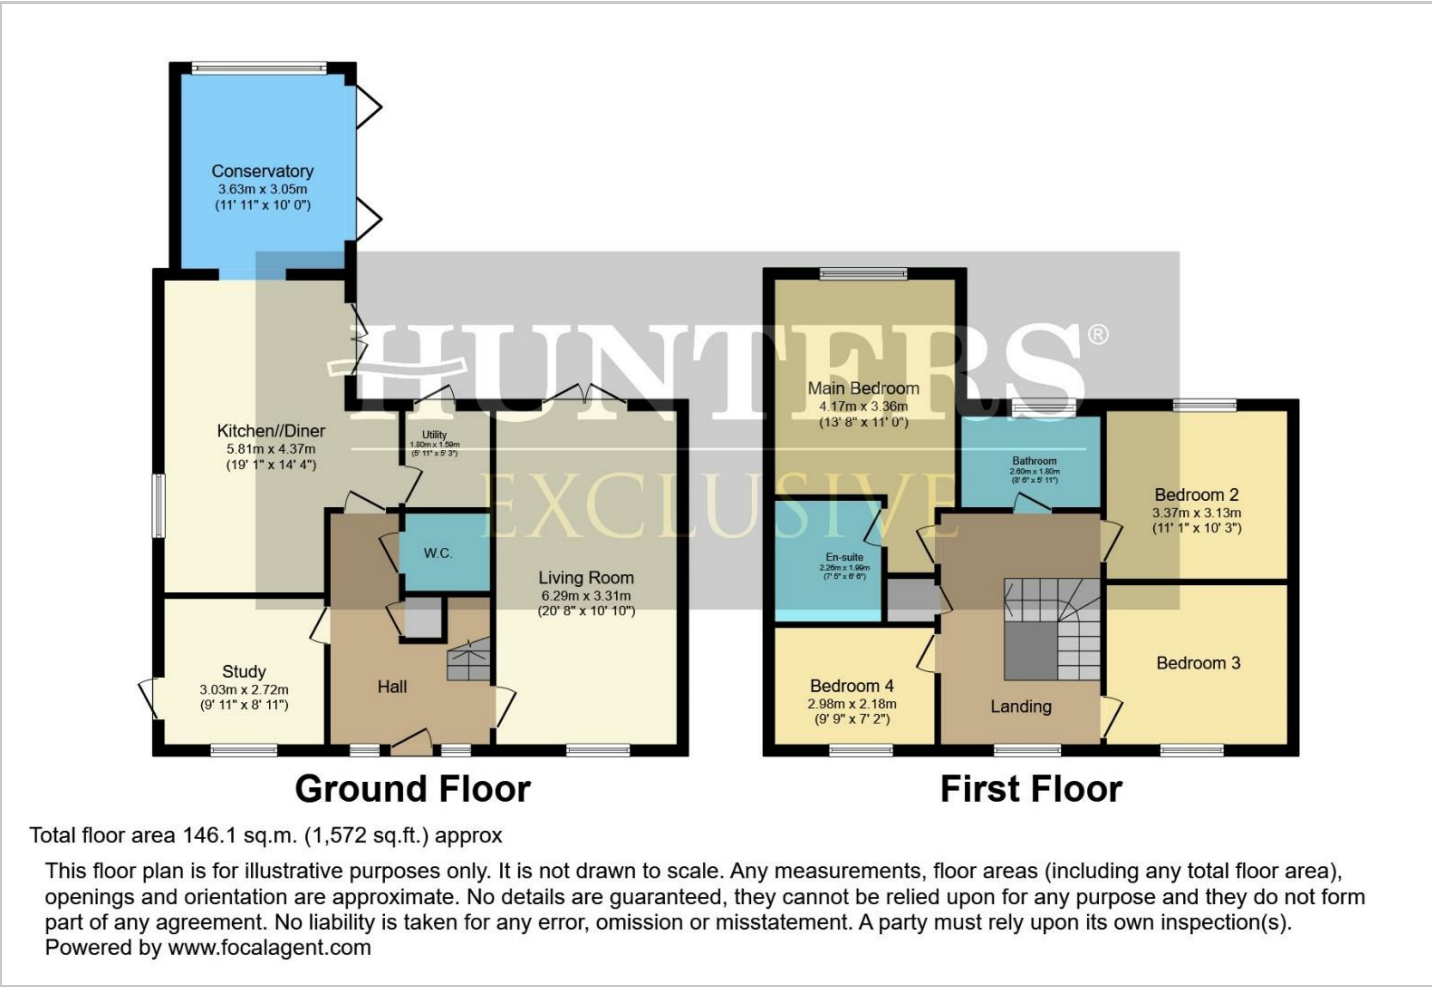 Conservatory
3.63m x 3.05m
(11' 11" x 10' 0")
HUNTERS®
EXCLUSIVE
Kitchen//Diner
5.81m x 4.37m
(19' 1" x 14' 4")
Utility
1.80m x 1.59m
(5' 11" x 5' 3")
W.C.
Living Room
6.29m x 3.31m
(20' 8" x 10' 10")
Study
3.03m x 2.72m
(9' 11" x 8' 11")
Hall
Ground Floor
Main Bedroom
4.17m x 3.36m
(13' 8" x 11' 0")
Bathroom
2.60m x 1.80m
(8' 6" x 5' 11")
Bedroom 2
3.37m x 3.13m
(11' 1" x 10' 3")
En-suite
2.26m x 1.99m
(7' 5" x 6' 6")
Bedroom 3
Bedroom 4
2.98m x 2.18m
(9' 9" x 7' 2")
Landing
First Floor
Total floor area 146.1 sq.m. (1,572 sq.ft.) approx
This floor plan is for illustrative purposes only. It is not drawn to scale. Any measurements, floor areas (including any total floor area),
openings and orientation are approximate. No details are guaranteed, they cannot be relied upon for any purpose and they do not form
part of any agreement. No liability is taken for any error, omission or misstatement. A party must rely upon its own inspection(s).
Powered by www.focalagent.com